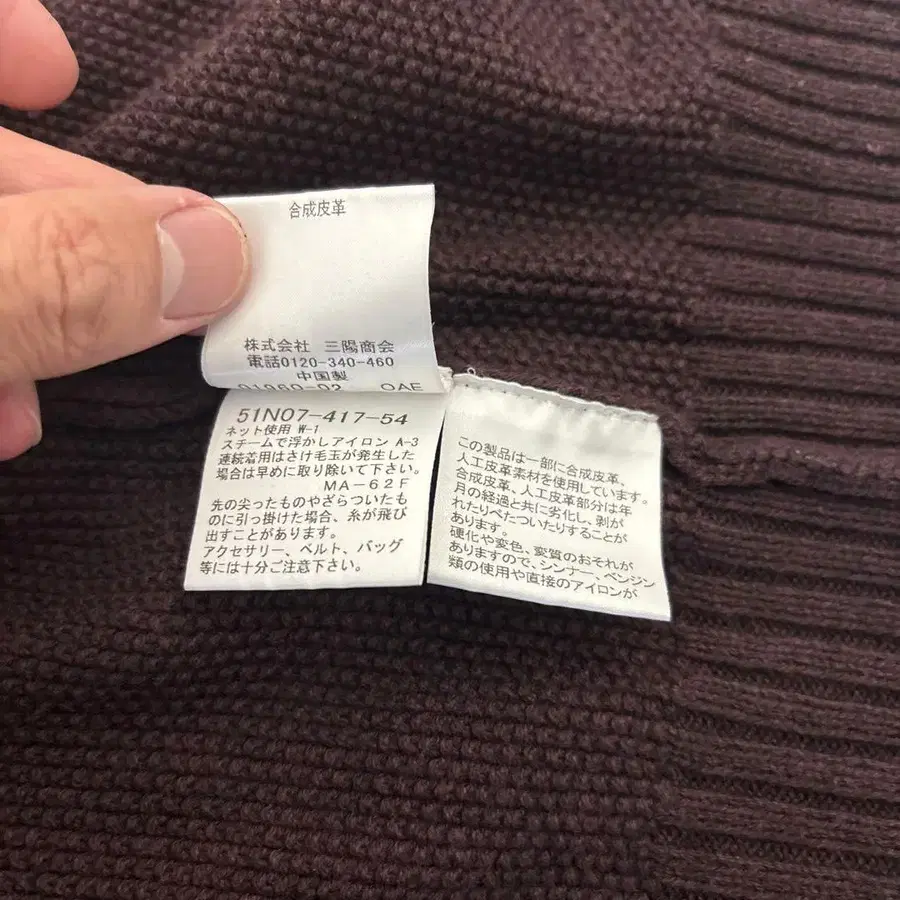 合成皮革
株式会社 三陽商会
電話0120-340-460
中国製
01960-02 OAE
51N07-417-54
ネット使用 W-1
スチームで浮かしアイロン A-3
連続着用はさけ毛玉が発生した
場合は早めに取り除いて下さい。
MA-62F
先の尖ったものやざらついたも
のに引っ掛けた場合、糸が飛び
出すことがあります。
アクセサリー、ベルト、バッグ
等には十分ご注意下さい。
この製品は一部に合成皮革、
人工皮革素材を使用しています。
合成皮革、人工皮革部分は年
月の経過と共に劣化し、剥が
れたりべたついたりすることが
あります。
硬化や変色、変質のおそれが
ありますので、シンナー、ベンジン
類の使用や直接のアイロンが